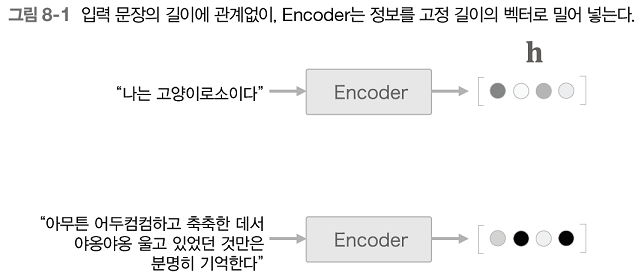 그림 8-1 입력 문장의 길이에 관계없이, Encoder는 정보를 고정 길이의 벡터로 밀어 넣는다.
h
“나는 고양이로소이다”
Encoder
“아무튼 어두컴컴하고 축축한 데서
야옹야옹 울고 있었던 것만은
분명히 기억한다”
Encoder